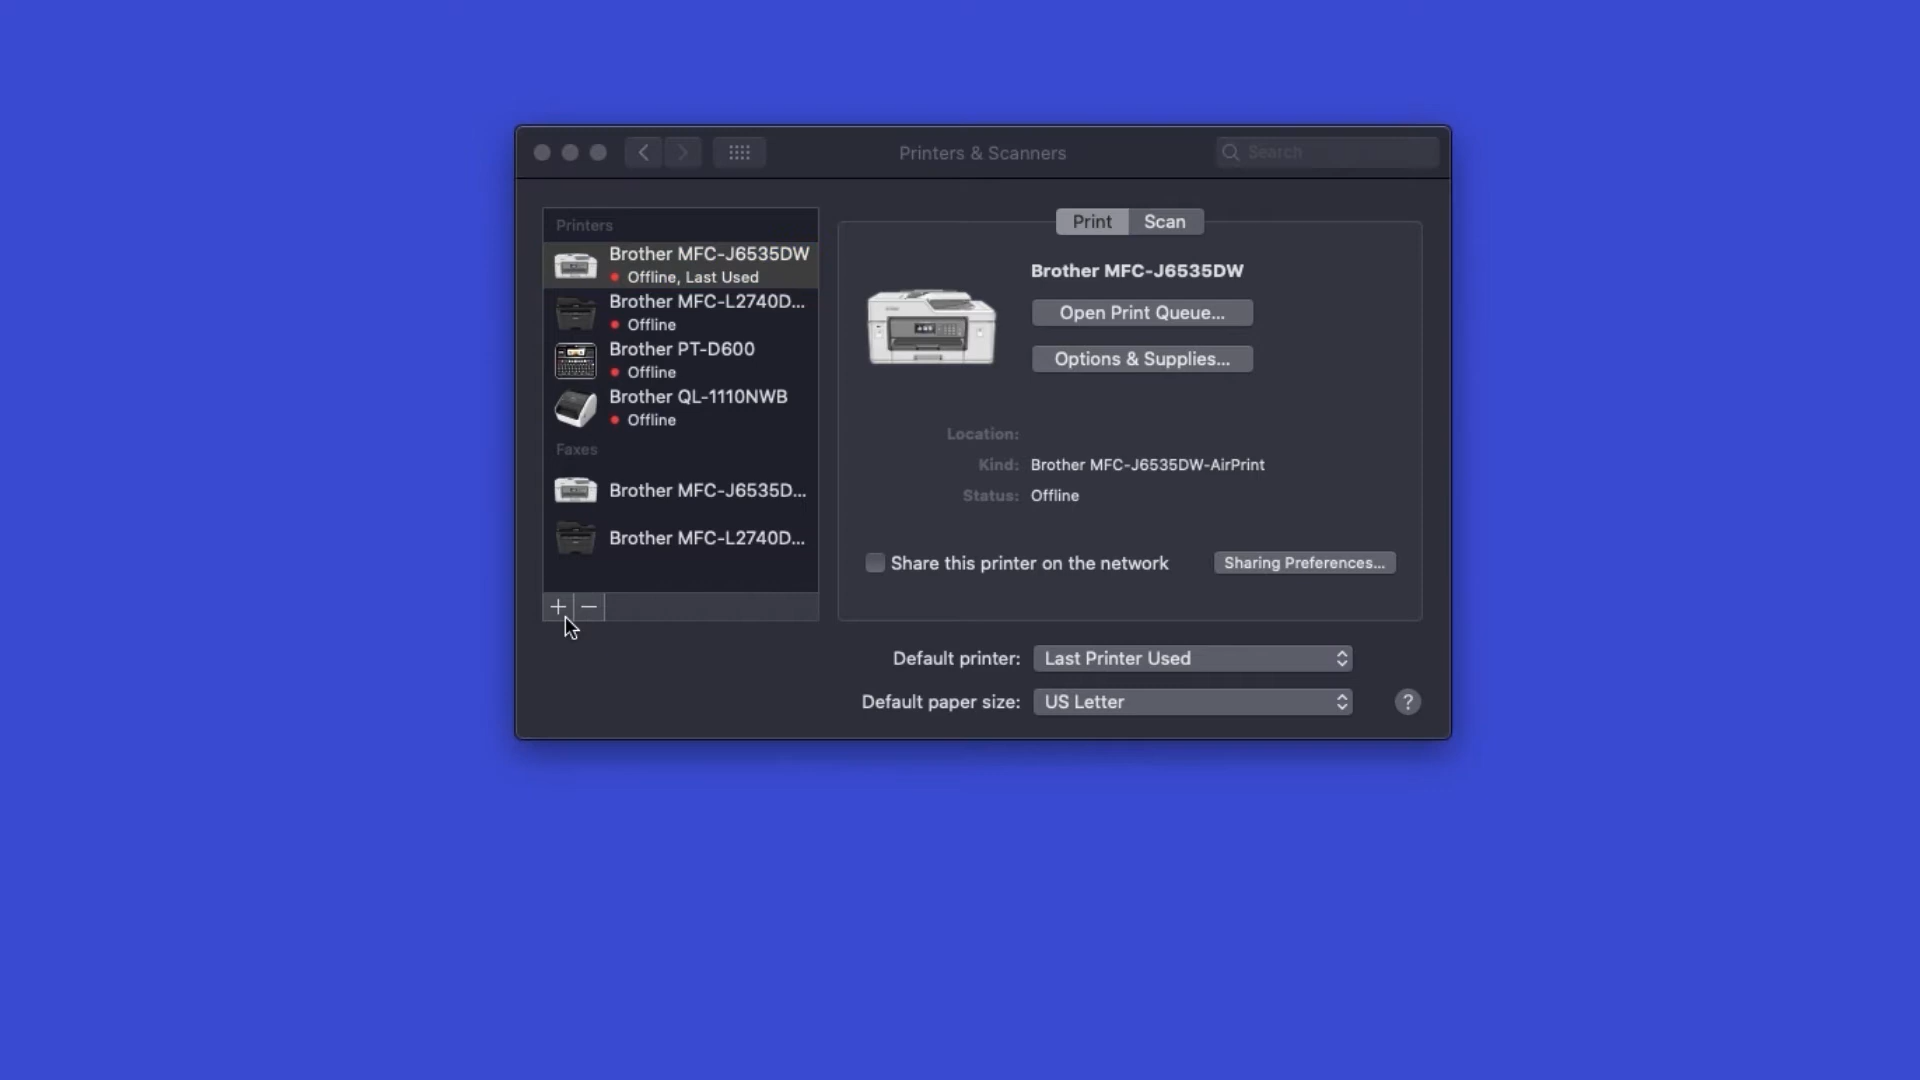 Printers & Scanners
Search
Printers
Brother MFC-J6535DW
Offline, Last Used
Brother MFC-L2740D...
Offline
Brother PT-D600
Offline
Brother QL-1110NWB
Offline
Faxes
Brother MFC-J6535D...
Brother MFC-L2740D...
+ −
Print Scan
Brother MFC-J6535DW
Open Print Queue...
Options & Supplies...
Location:
Kind: Brother MFC-J6535DW-AirPrint
Status: Offline
Share this printer on the network Sharing Preferences...
Default printer: Last Printer Used
Default paper size: US Letter ?